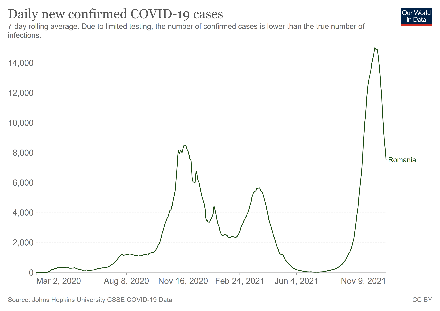 Daily new confirmed COVID-19 cases
7-day rolling average. Due to limited testing, the number of confirmed cases is lower than the true number of
infections.
Our World
in Data
14,000
12,000
10,000
8,000
6,000
4,000
2,000
0
Romania
Mar 2, 2020 Aug 8, 2020 Nov 16, 2020 Feb 24, 2021 Jun 4, 2021 Nov 9, 2021
Source: Johns Hopkins University CSSE COVID-19 Data
CC BY